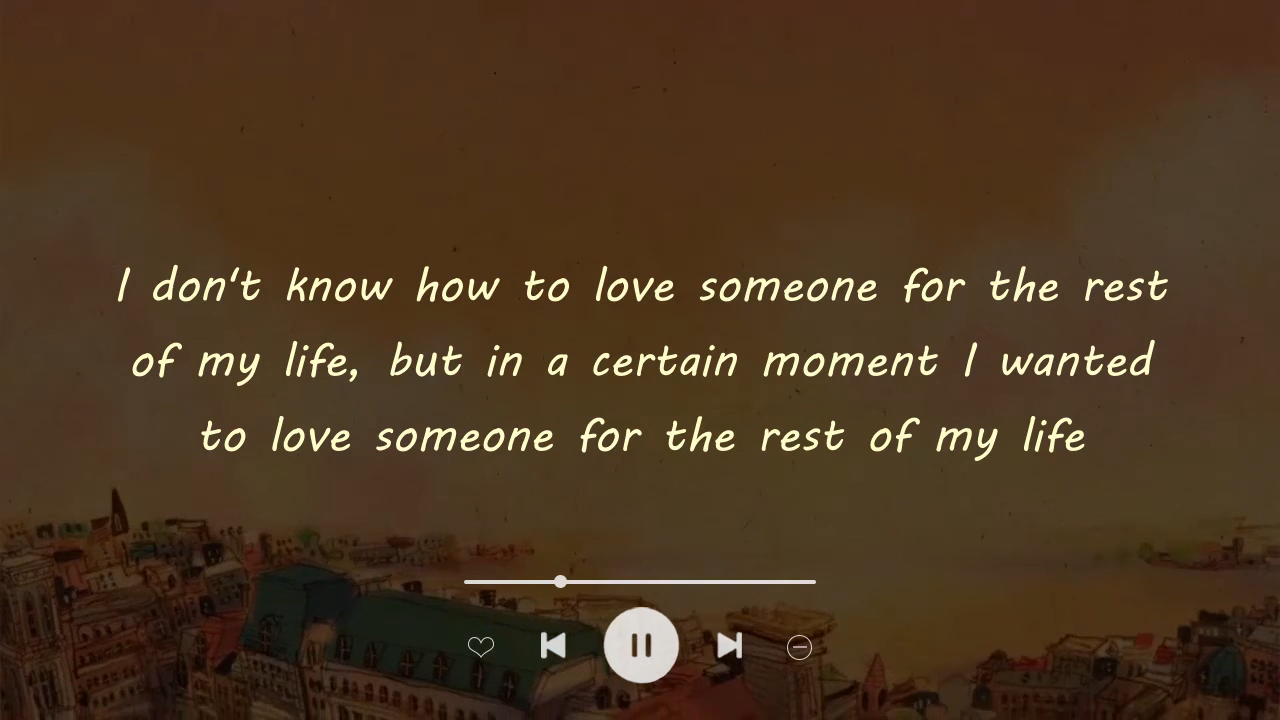 I don't know how to love someone for the rest
of my life, but in a certain moment I wanted
to love someone for the rest of my life